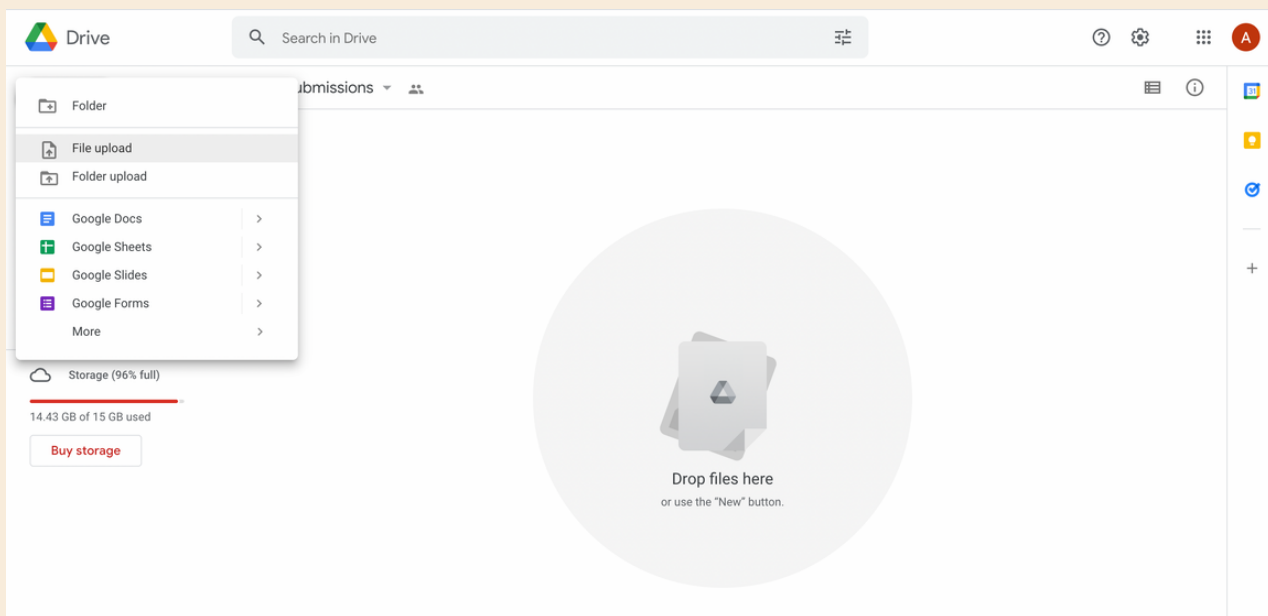 Drive
Search in Drive
A
ubmissions
Folder
File upload
Folder upload
Google Docs
Google Sheets
Google Slides
Google Forms
More
Storage (96% full)
14.43 GB of 15 GB used
Buy storage
Drop files here
or use the “New” button.
31